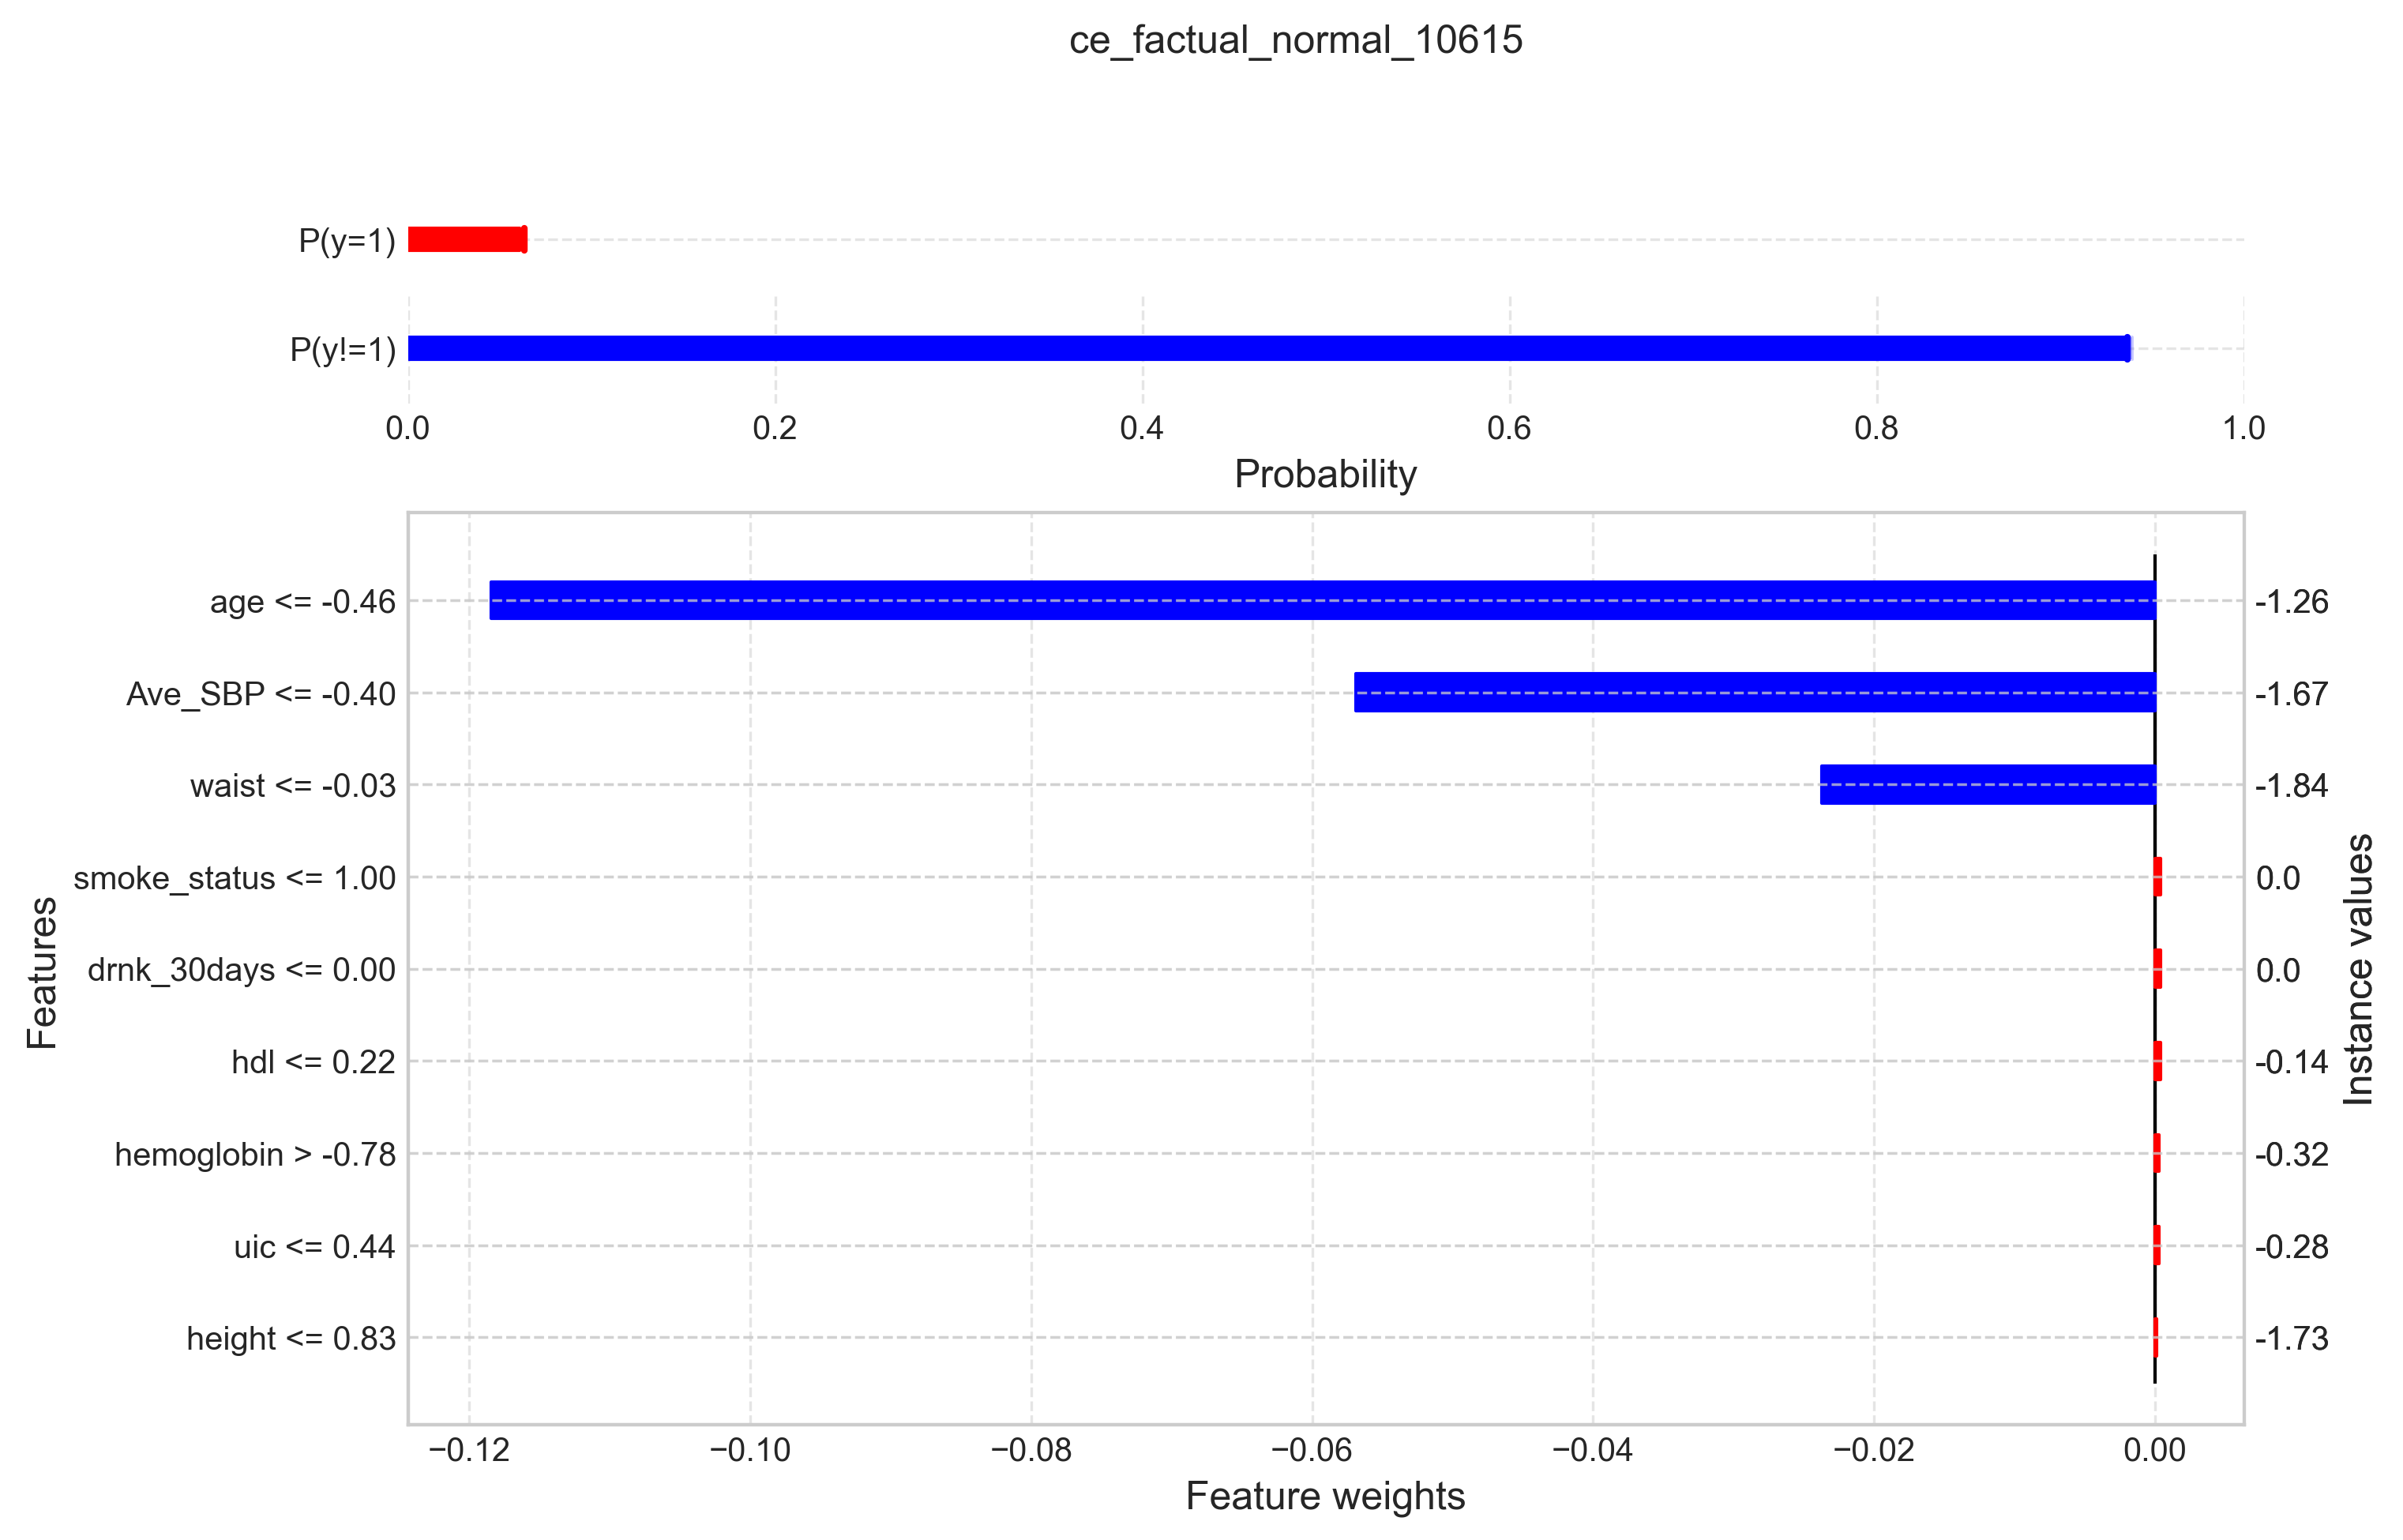 ce_factual_normal_10615
P(y=1)
P(y!=1)
0.0 0.2 0.4 0.6 0.8 1.0
Probability
age <= -0.46 -1.26
Ave_SBP <= -0.40 -1.67
waist <= -0.03 -1.84
smoke_status <= 1.00 0.0
drnk_30days <= 0.00 0.0
hdl <= 0.22 -0.14
hemoglobin > -0.78 -0.32
uic <= 0.44 -0.28
height <= 0.83 -1.73
Features
Instance values
−0.12 −0.10 −0.08 −0.06 −0.04 −0.02 0.00
Feature weights